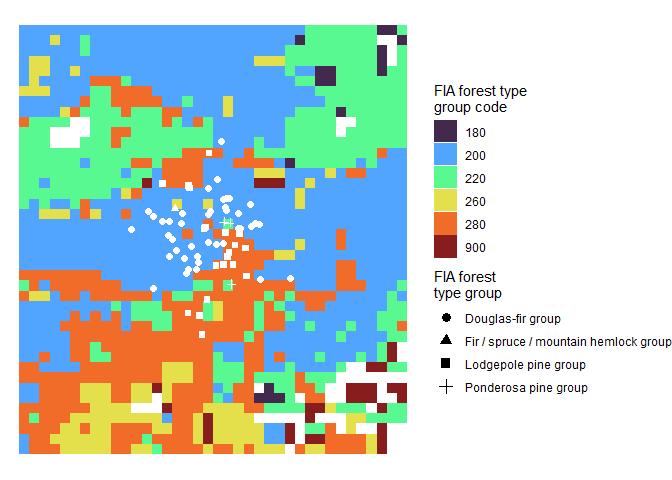 FIA forest type
group code
180
200
220
260
280
900
FIA forest
type group
Douglas-fir group
Fir / spruce / mountain hemlock group
Lodgepole pine group
Ponderosa pine group